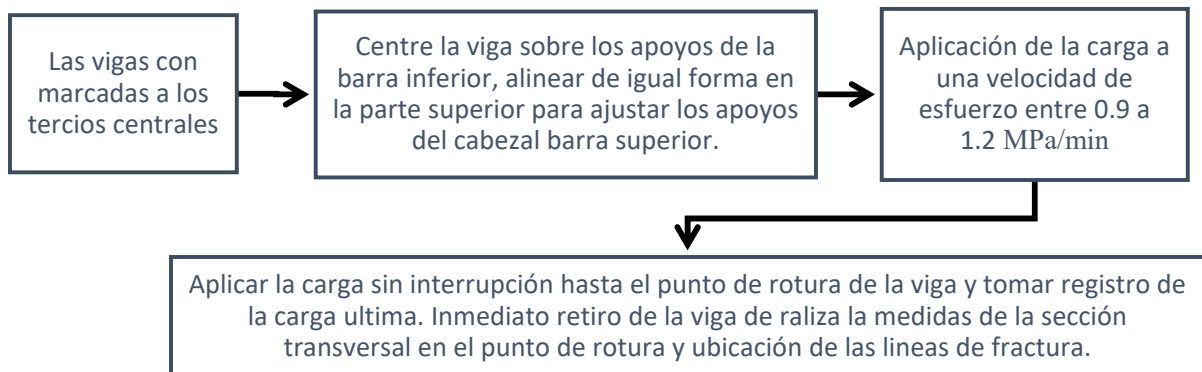 Las vigas con
marcadas a los
tercios centrales
Centre la viga sobre los apoyos de la
barra inferior, alinear de igual forma en
la parte superior para ajustar los apoyos
del cabezal barra superior.
Aplicación de la carga a
una velocidad de
esfuerzo entre 0.9 a
1.2 MPa/min
Aplicar la carga sin interrupción hasta el punto de rotura de la viga y tomar registro de
la carga ultima. Inmediato retiro de la viga de raliza la medidas de la sección
transversal en el punto de rotura y ubicación de las lineas de fractura.